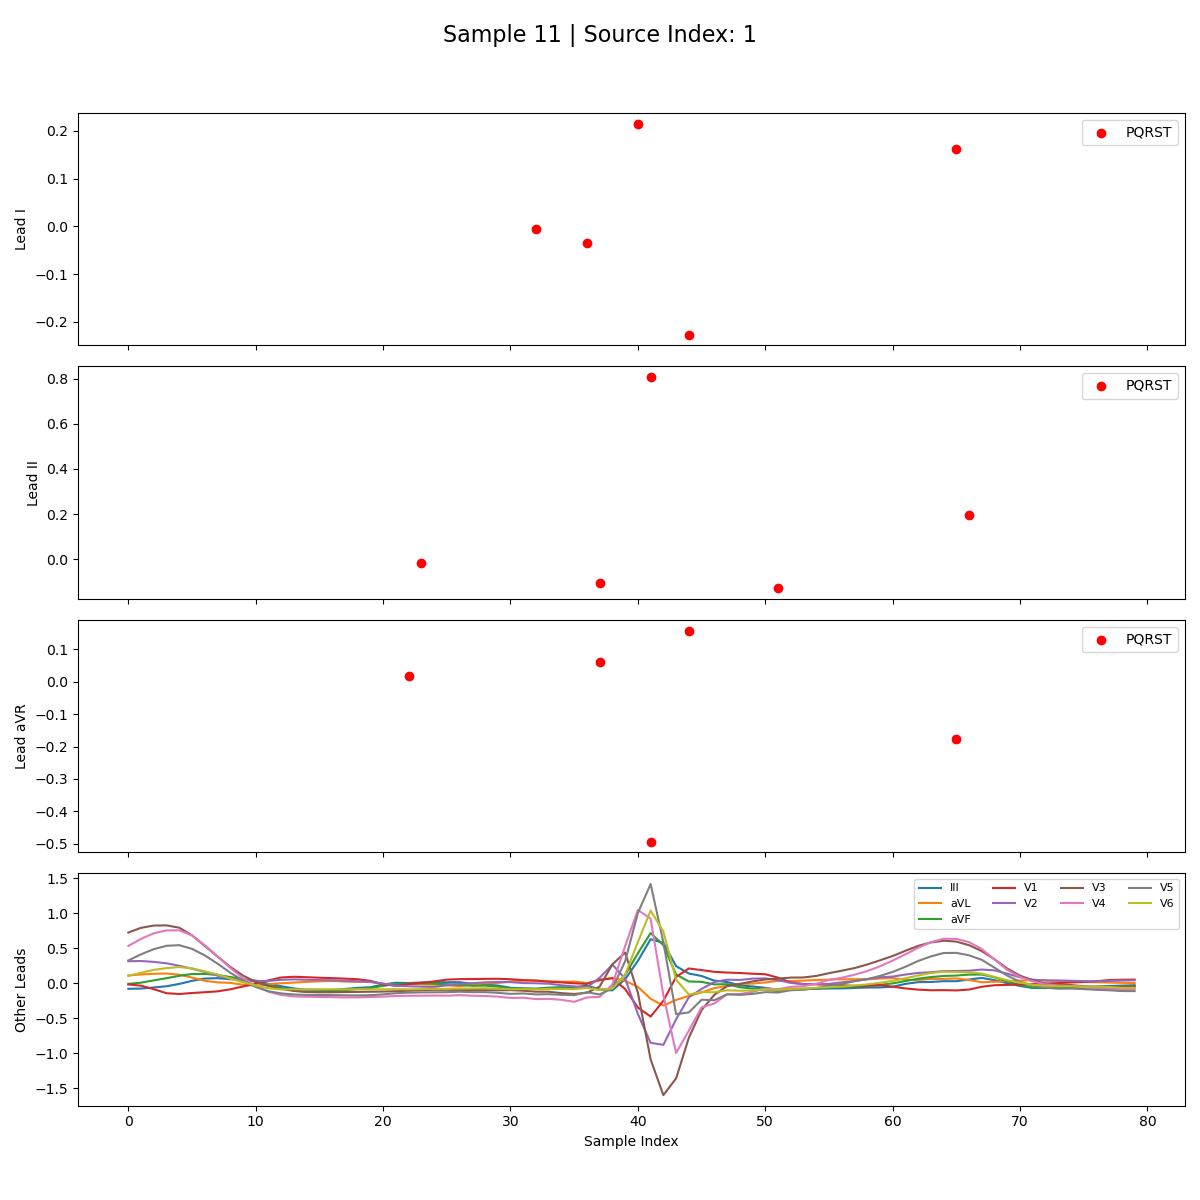 Sample 11 | Source Index: 1
0.2
0.1
0.0
−0.1
−0.2
Lead I
PQRST
0.8
0.6
0.4
0.2
0.0
Lead II
PQRST
0.1
0.0
−0.1
−0.2
−0.3
−0.4
−0.5
Lead aVR
PQRST
1.5
1.0
0.5
0.0
−0.5
−1.0
−1.5
Other Leads
III V1 V3 V5
aVL V2 V4 V6
aVF
0 10 20 30 40 50 60 70 80
Sample Index